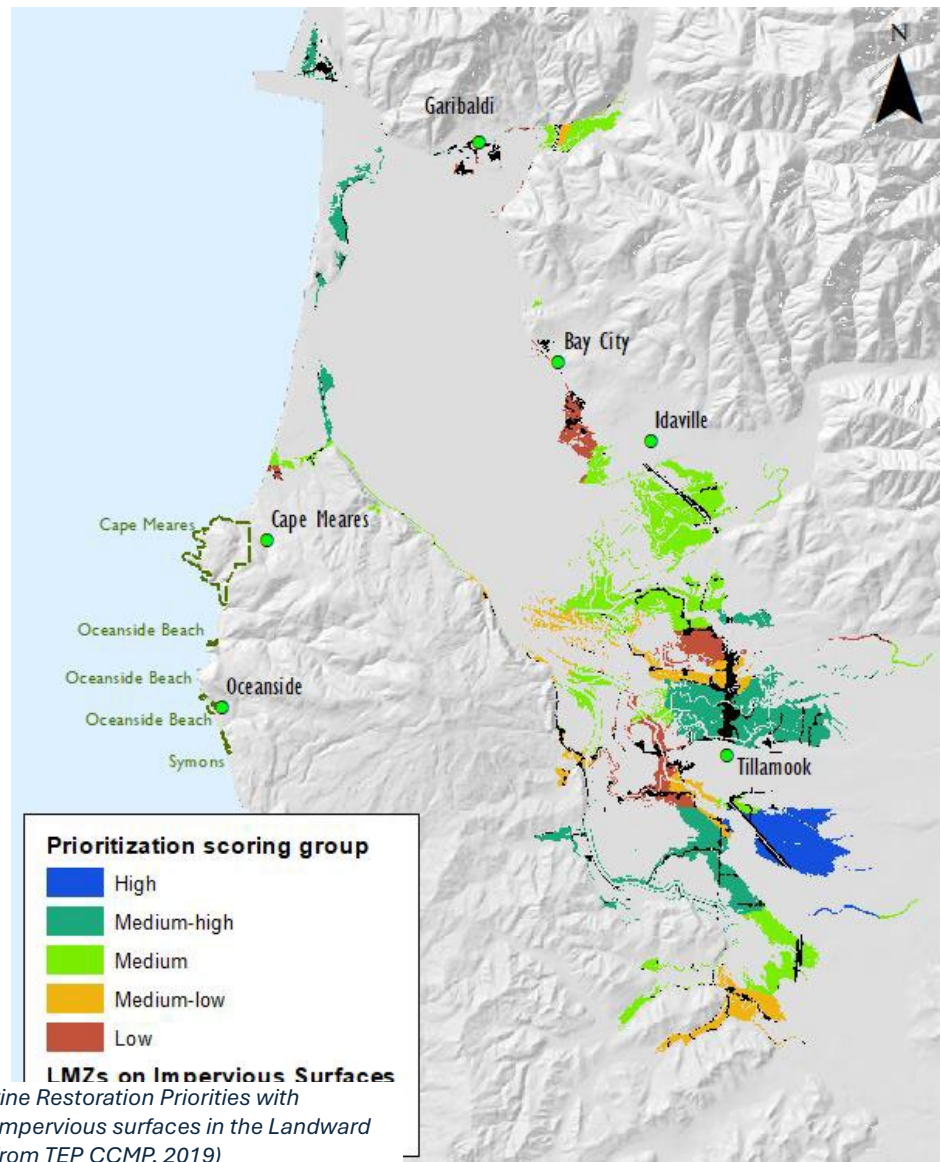 N
Garibaldi
Bay City
Idaville
Cape Meares
Cape Meares
Oceanside Beach
Oceanside Beach
Oceanside
Oceanside Beach
Symons
Tillamook
Prioritization scoring group
High
Medium-high
Medium
Medium-low
Low
LMZs on Impervious Surfaces
rine Restoration Priorities with
mpervious surfaces in the Landward
from TEP CCMP, 2019)